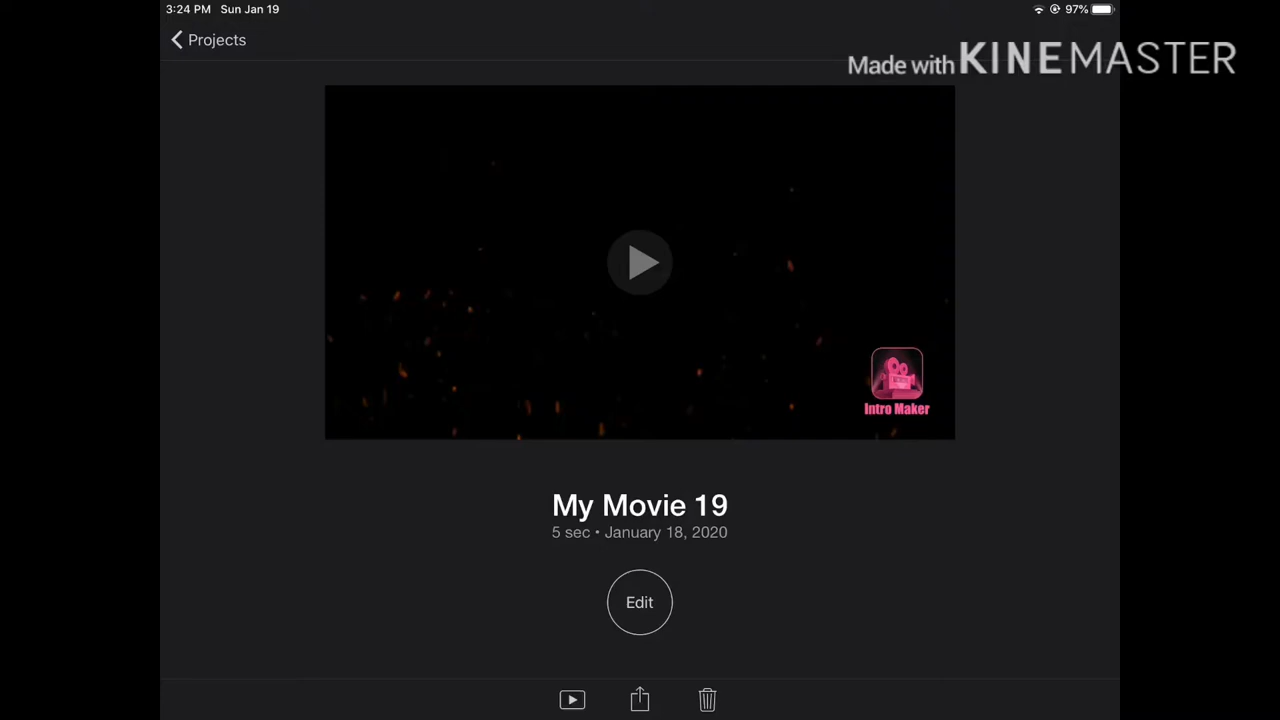 3:24 PM Sun Jan 19
97%
Projects
Made with KINEMASTER
Intro Maker
My Movie 19
5 sec • January 18, 2020
Edit